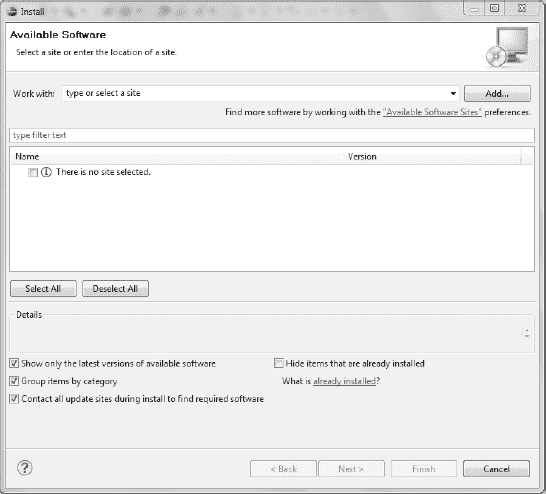 Install
Available Software
Select a site or enter the location of a site.
Work with: type or select a site Add...
Find more software by working with the "Available Software Sites" preferences.
type filter text
Name Version
There is no site selected.
Select All Deselect All
Details
Show only the latest versions of available software Hide items that are already installed
Group items by category What is already installed?
Contact all update sites during install to find required software
? < Back Next > Finish Cancel